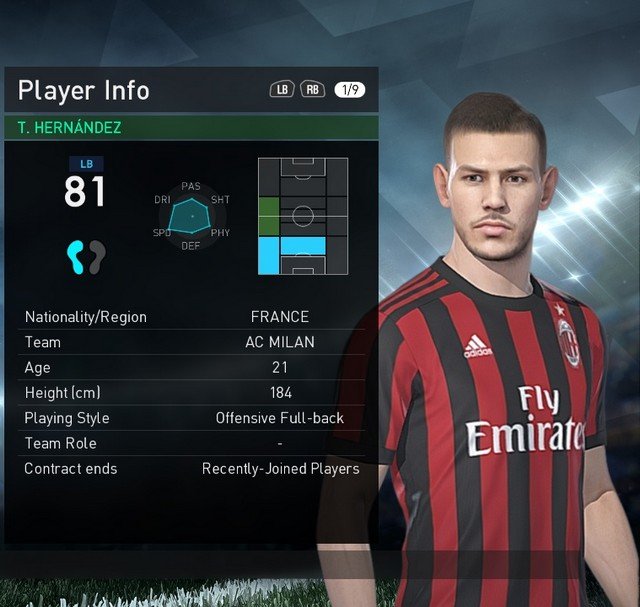 Player Info LB RB 1/9
T. HERNÁNDEZ
LB
81
PAS
DRI SHT
SPD PHY
DEF
Nationality/Region FRANCE
Team AC MILAN
Age 21
Height (cm) 184
Playing Style Offensive Full-back
Team Role -
Contract ends Recently-Joined Players
adidas
Fly
Emirates